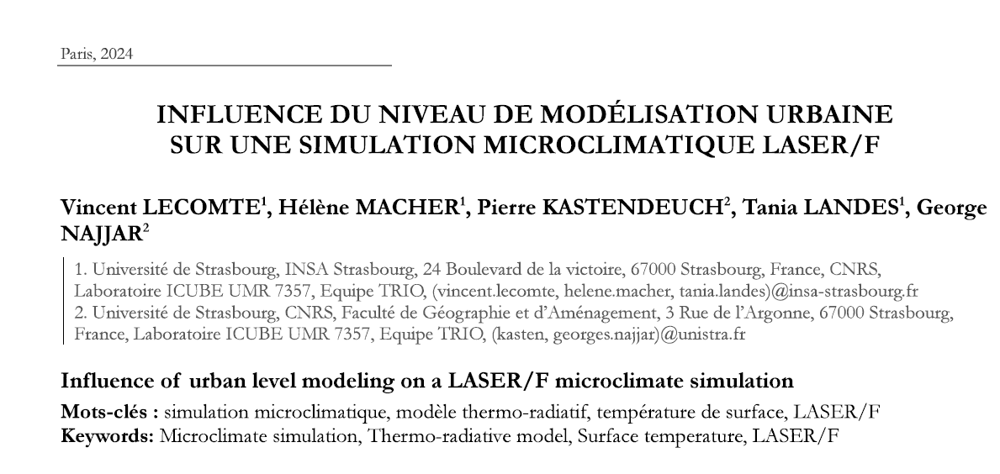 Paris, 2024
INFLUENCE DU NIVEAU DE MODÉLISATION URBAINE
SUR UNE SIMULATION MICROCLIMATIQUE LASER/F
Vincent LECOMTE¹, Hélène MACHER¹, Pierre KASTENDEUCH², Tania LANDES¹, George
NAJJAR²
1. Université de Strasbourg, INSA Strasbourg, 24 Boulevard de la victoire, 67000 Strasbourg, France, CNRS,
Laboratoire ICUBE UMR 7357, Equipe TRIO, (vincent.lecomte, helene.macher, tania.landes)@insa-strasbourg.fr
2. Université de Strasbourg, CNRS, Faculté de Géographie et d'Aménagement, 3 Rue de l'Argonne, 67000 Strasbourg,
France, Laboratoire ICUBE UMR 7357, Equipe TRIO, (kasten, georges.najjar)@unistra.fr
Influence of urban level modeling on a LASER/F microclimate simulation
Mots-clés : simulation microclimatique, modèle thermo-radiatif, température de surface, LASER/F
Keywords: Microclimate simulation, Thermo-radiative model, Surface temperature, LASER/F